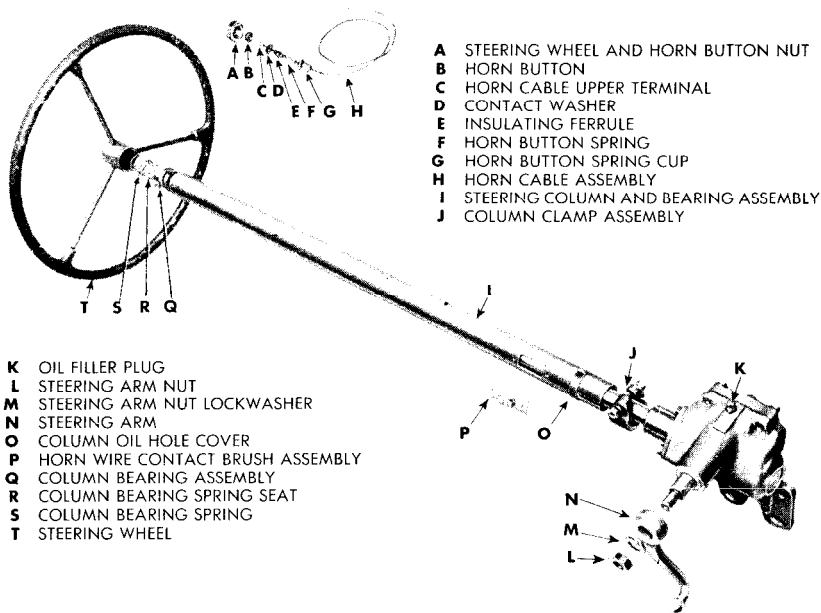 A STEERING WHEEL AND HORN BUTTON NUT
B HORN BUTTON
C HORN CABLE UPPER TERMINAL
D CONTACT WASHER
E INSULATING FERRULE
F HORN BUTTON SPRING
G HORN BUTTON SPRING CUP
H HORN CABLE ASSEMBLY
I STEERING COLUMN AND BEARING ASSEMBLY
J COLUMN CLAMP ASSEMBLY
A B C D E F G H
T S R Q
I
J
K
P
O
N
M
L
K OIL FILLER PLUG
L STEERING ARM NUT
M STEERING ARM NUT LOCKWASHER
N STEERING ARM
O COLUMN OIL HOLE COVER
P HORN WIRE CONTACT BRUSH ASSEMBLY
Q COLUMN BEARING ASSEMBLY
R COLUMN BEARING SPRING SEAT
S COLUMN BEARING SPRING
T STEERING WHEEL